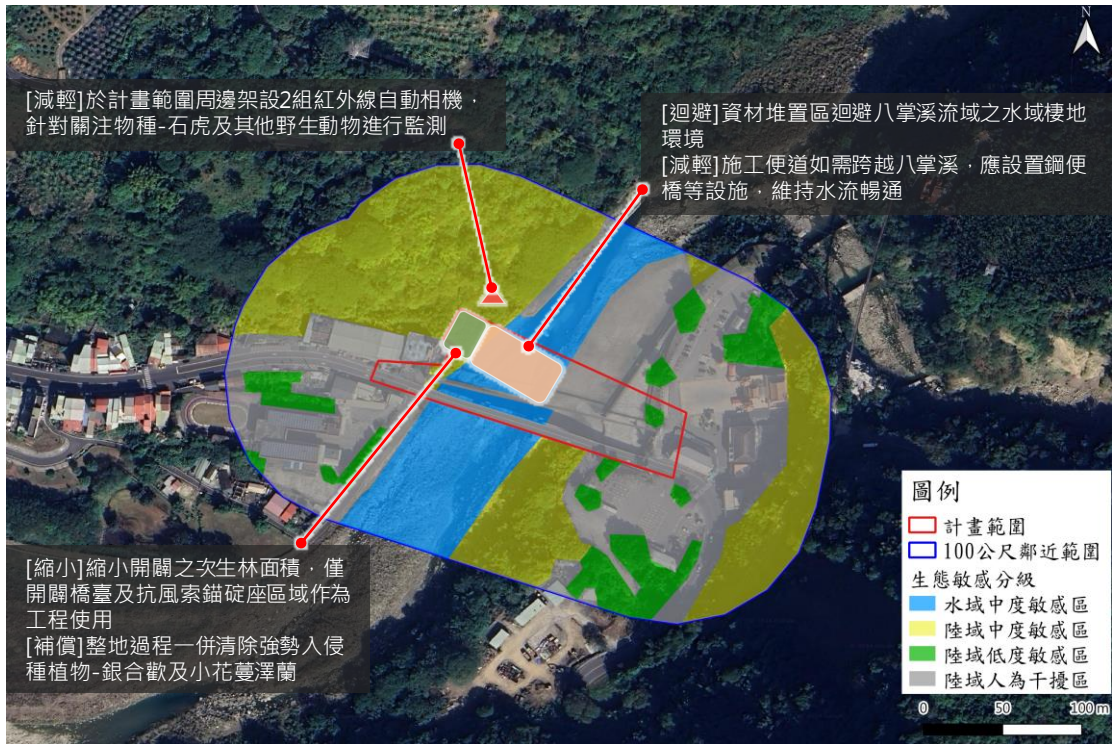 N
[減輕]於計畫範圍周邊架設2組紅外線自動相機，
針對關注物種-石虎及其他野生動物進行監測
[迴避]資材堆置區迴避八掌溪流域之水域棲地
環境
[減輕]施工便道如需跨越八掌溪，應設置鋼便
橋等設施，維持水流暢通
[縮小]縮小開闢之次生林面積，僅
開闢橋臺及抗風索錨碇座區域作為
工程使用
[補償]整地過程一併清除強勢入侵
種植物-銀合歡及小花蔓澤蘭
圖例
計畫範圍
100公尺鄰近範圍
生態敏感分級
水域中度敏感區
陸域中度敏感區
陸域低度敏感區
陸域人為干擾區
0 50 100 m